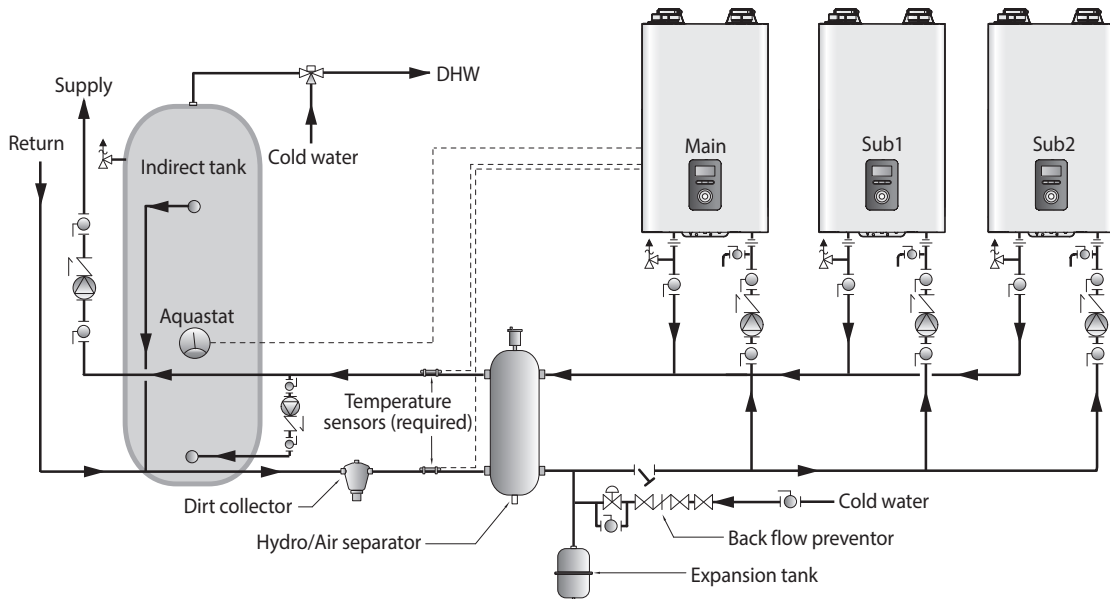 DHW
Supply
Return
Cold water
Indirect tank
Main
Sub1
Sub2
Aquastat
Temperature
sensors (required)
Dirt collector
Cold water
Hydro/Air separator
Back flow preventor
Expansion tank